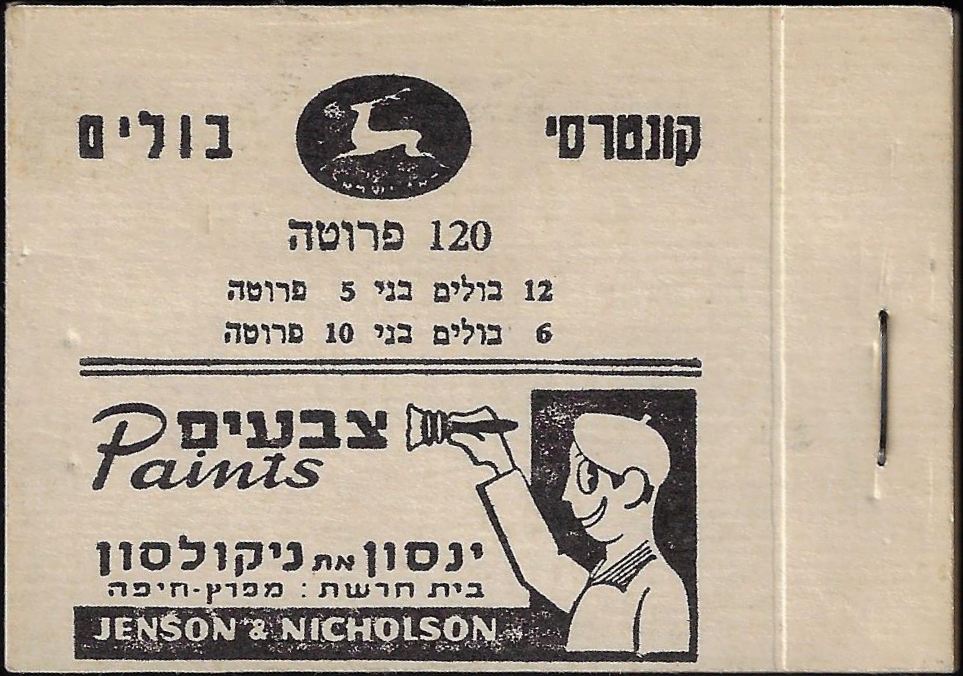 קונטרסי בולים
120 פרוטה
12 בולים בני 5 פרוטה
6 בולים בני 10 פרוטה
צבעים
Paints
ינסון את ניקולסון
בית חרשת: מפרץ-חיפה
JENSON & NICHOLSON